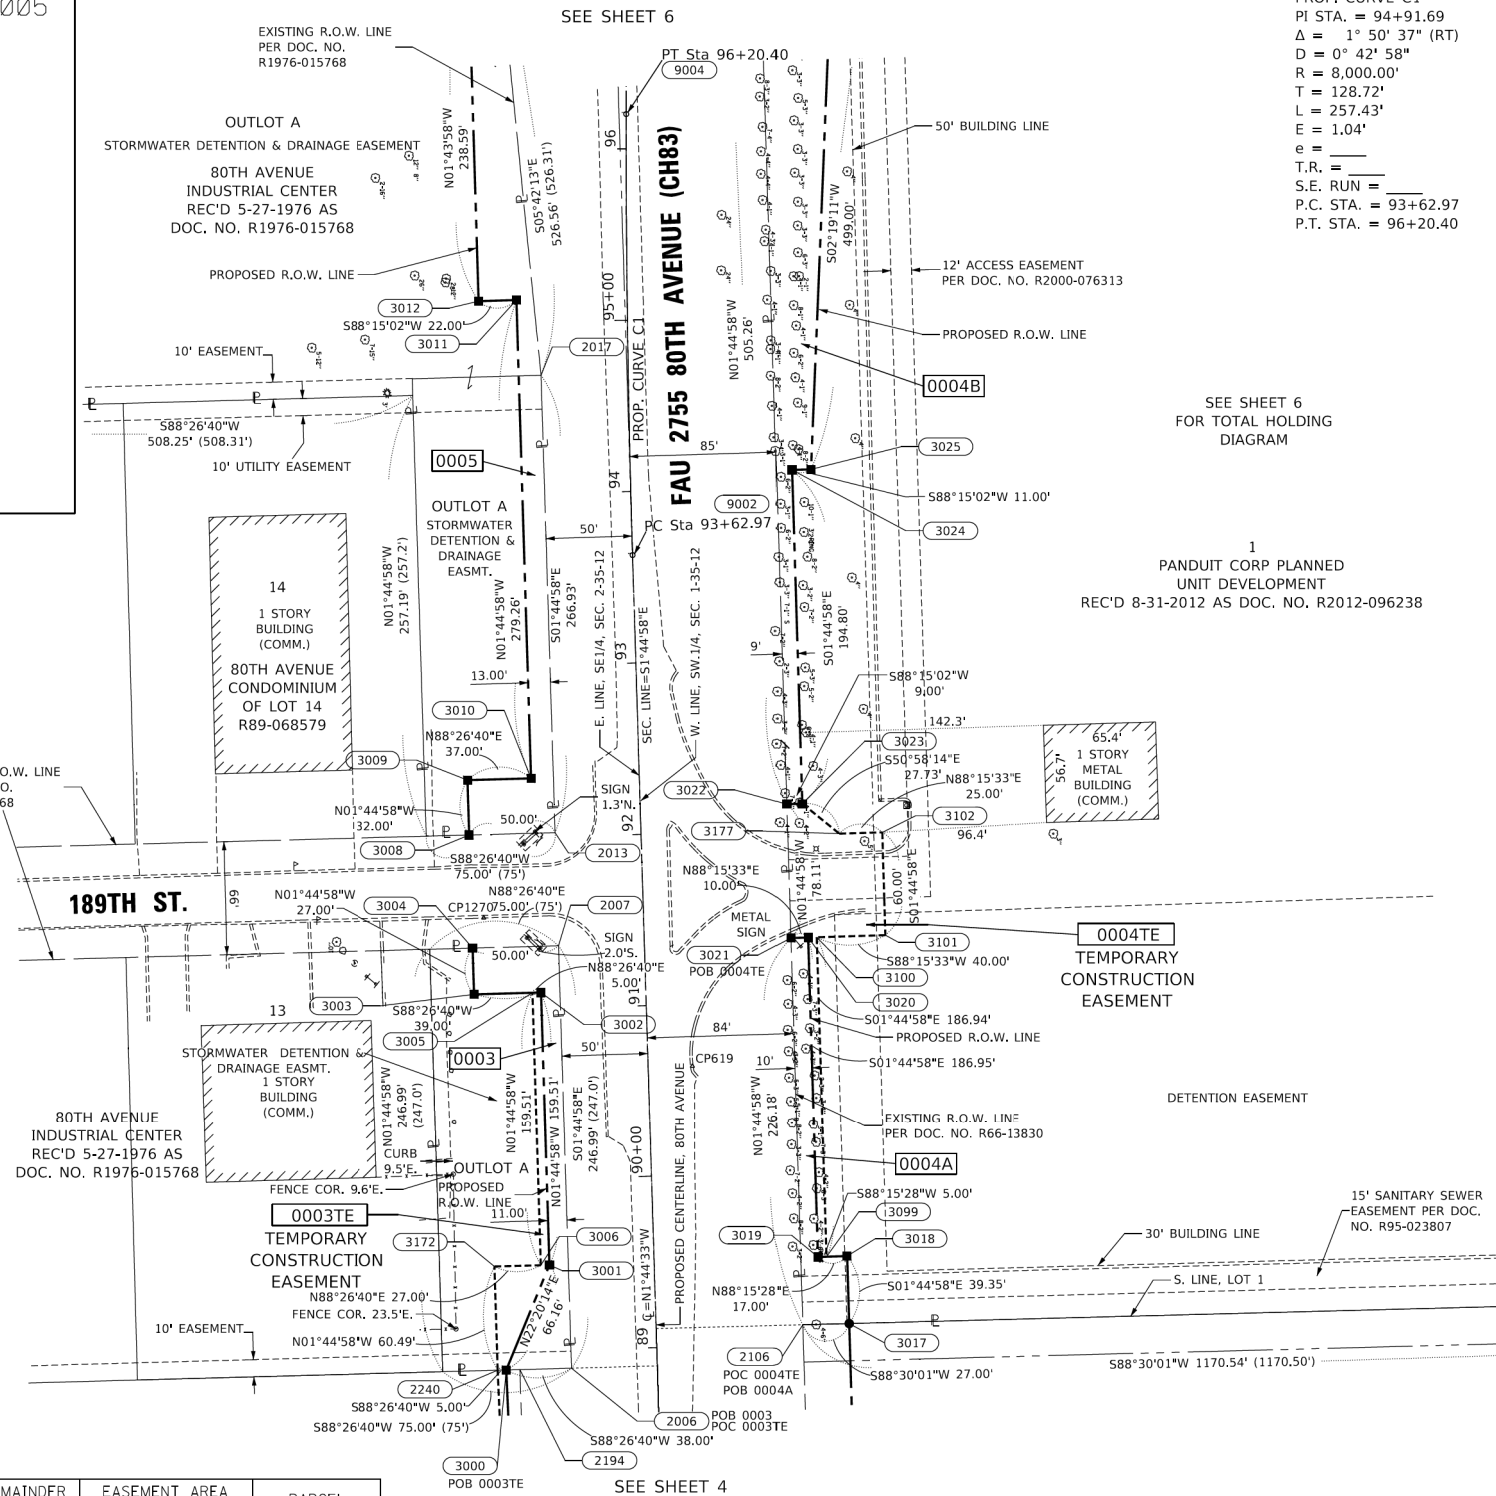 005
SEE SHEET 6
PI STA. = 94+91.69
Δ = 1° 50' 37" (RT)
D = 0° 42' 58"
R = 8,000.00'
T = 128.72'
L = 257.43'
E = 1.04'
e = ____
T.R. = ____
S.E. RUN = ____
P.C. STA. = 93+62.97
P.T. STA. = 96+20.40
EXISTING R.O.W. LINE
PER DOC. NO.
R1976-015768
PT Sta 96+20.40
9004
OUTLOT A
STORMWATER DETENTION & DRAINAGE EASEMENT
80TH AVENUE
INDUSTRIAL CENTER
REC'D 5-27-1976 AS
DOC. NO. R1976-015768
N01°43'58"W
238.59'
S05°42'13"E
526.56' (526.31')
96
FAU 2755 80TH AVENUE (CH83)
S02°19'11"W
499.00'
50' BUILDING LINE
12' ACCESS EASEMENT
PER DOC. NO. R2000-076313
PROPOSED R.O.W. LINE
PROPOSED R.O.W. LINE
3012
S88°15'02"W 22.00'
3011
95+00
PROP. CURVE C1
N01°44'58"W
505.26'
10' EASEMENT
2017
0004B
SEE SHEET 6
FOR TOTAL HOLDING
DIAGRAM
S88°26'40"W
508.25' (508.31')
10' UTILITY EASEMENT
0005
85'
3025
94
S88°15'02"W 11.00'
9002
3024
PC Sta 93+62.97
OUTLOT A
STORMWATER
DETENTION &
DRAINAGE
EASMT.
50'
1
PANDUIT CORP PLANNED
UNIT DEVELOPMENT
REC'D 8-31-2012 AS DOC. NO. R2012-096238
14
1 STORY
BUILDING
(COMM.)
80TH AVENUE
CONDOMINIUM
OF LOT 14
R89-068579
N01°44'58"W
257.19' (257.2')
N01°44'58"W
279.26'
S01°44'58"E
266.93'
E. LINE, SE1/4, SEC. 2-35-12
SEC. LINE=S1°44'58"E
W. LINE, SW.1/4, SEC. 1-35-12
93
9'
S01°44'58"E
194.80'
13.00'
S88°15'02"W
9.00'
3010
N88°26'40"E
37.00'
142.3'
3009
3023
S50°58'14"E
27.73'
N88°15'33"E
25.00'
65.4'
1 STORY
METAL
BUILDING
(COMM.)
56.7'
O.W. LINE
O.
68
SIGN
1.3'N.
3022
N01°44'58"W
32.00'
50.00'
92
3177
3102
96.4'
3008
S88°26'40"W
75.00' (75')
2013
66'
189TH ST.
N01°44'58"W
27.00'
3004
N88°26'40"E
CP127075.00' (75')
2007
N88°15'33"E
10.00'
N01°44'58"W
78.11'
60.00'
S01°44'58"E
METAL
SIGN
50.00'
SIGN
2.0'S.
3021
POB 0004TE
3101
0004TE
TEMPORARY
CONSTRUCTION
EASEMENT
S88°15'33"W 40.00'
3100
N88°26'40"E
5.00'
91
3003
13
S88°26'40"W
39.00'
3002
3020
S01°44'58"E 186.94'
84'
PROPOSED R.O.W. LINE
3005
0003
50'
CP619
10'
S01°44'58"E 186.95'
STORMWATER DETENTION &
DRAINAGE EASMT.
1 STORY
BUILDING
(COMM.)
N01°44'58"W
246.99'
(247.0')
N01°44'58"W
159.51'
N01°44'58"W 159.51'
S01°44'58"E
246.99' (247.0')
PROPOSED CENTERLINE, 80TH AVENUE
N01°44'58"W
226.18'
DETENTION EASEMENT
80TH AVENUE
INDUSTRIAL CENTER
REC'D 5-27-1976 AS
DOC. NO. R1976-015768
EXISTING R.O.W. LINE
PER DOC. NO. R66-13830
CURB
9.5'E.
90+00
0004A
OUTLOT A
PROPOSED
R.O.W. LINE
FENCE COR. 9.6'E.
S88°15'28"W 5.00'
3099
15' SANITARY SEWER
EASEMENT PER DOC.
NO. R95-023807
0003TE
TEMPORARY
CONSTRUCTION
EASEMENT
11.00'
3172
3006
3019
3018
30' BUILDING LINE
3001
N88°26'40"E 27.00'
N22°20'14"E
66.16'
℄=N1°44'33"W
N88°15'28"E
17.00'
S01°44'58"E 39.35'
S. LINE, LOT 1
FENCE COR. 23.5'E.
10' EASEMENT
N01°44'58"W 60.49'
89
3017
2106
POC 0004TE
POB 0004A
S88°30'01"W 1170.54' (1170.50')
S88°30'01"W 27.00'
2240
S88°26'40"W 5.00'
S88°26'40"W 75.00' (75')
2006
POB 0003
POC 0003TE
S88°26'40"W 38.00'
2194
3000
POB 0003TE
SEE SHEET 4
MAINDER
EASEMENT AREA
PARCEL